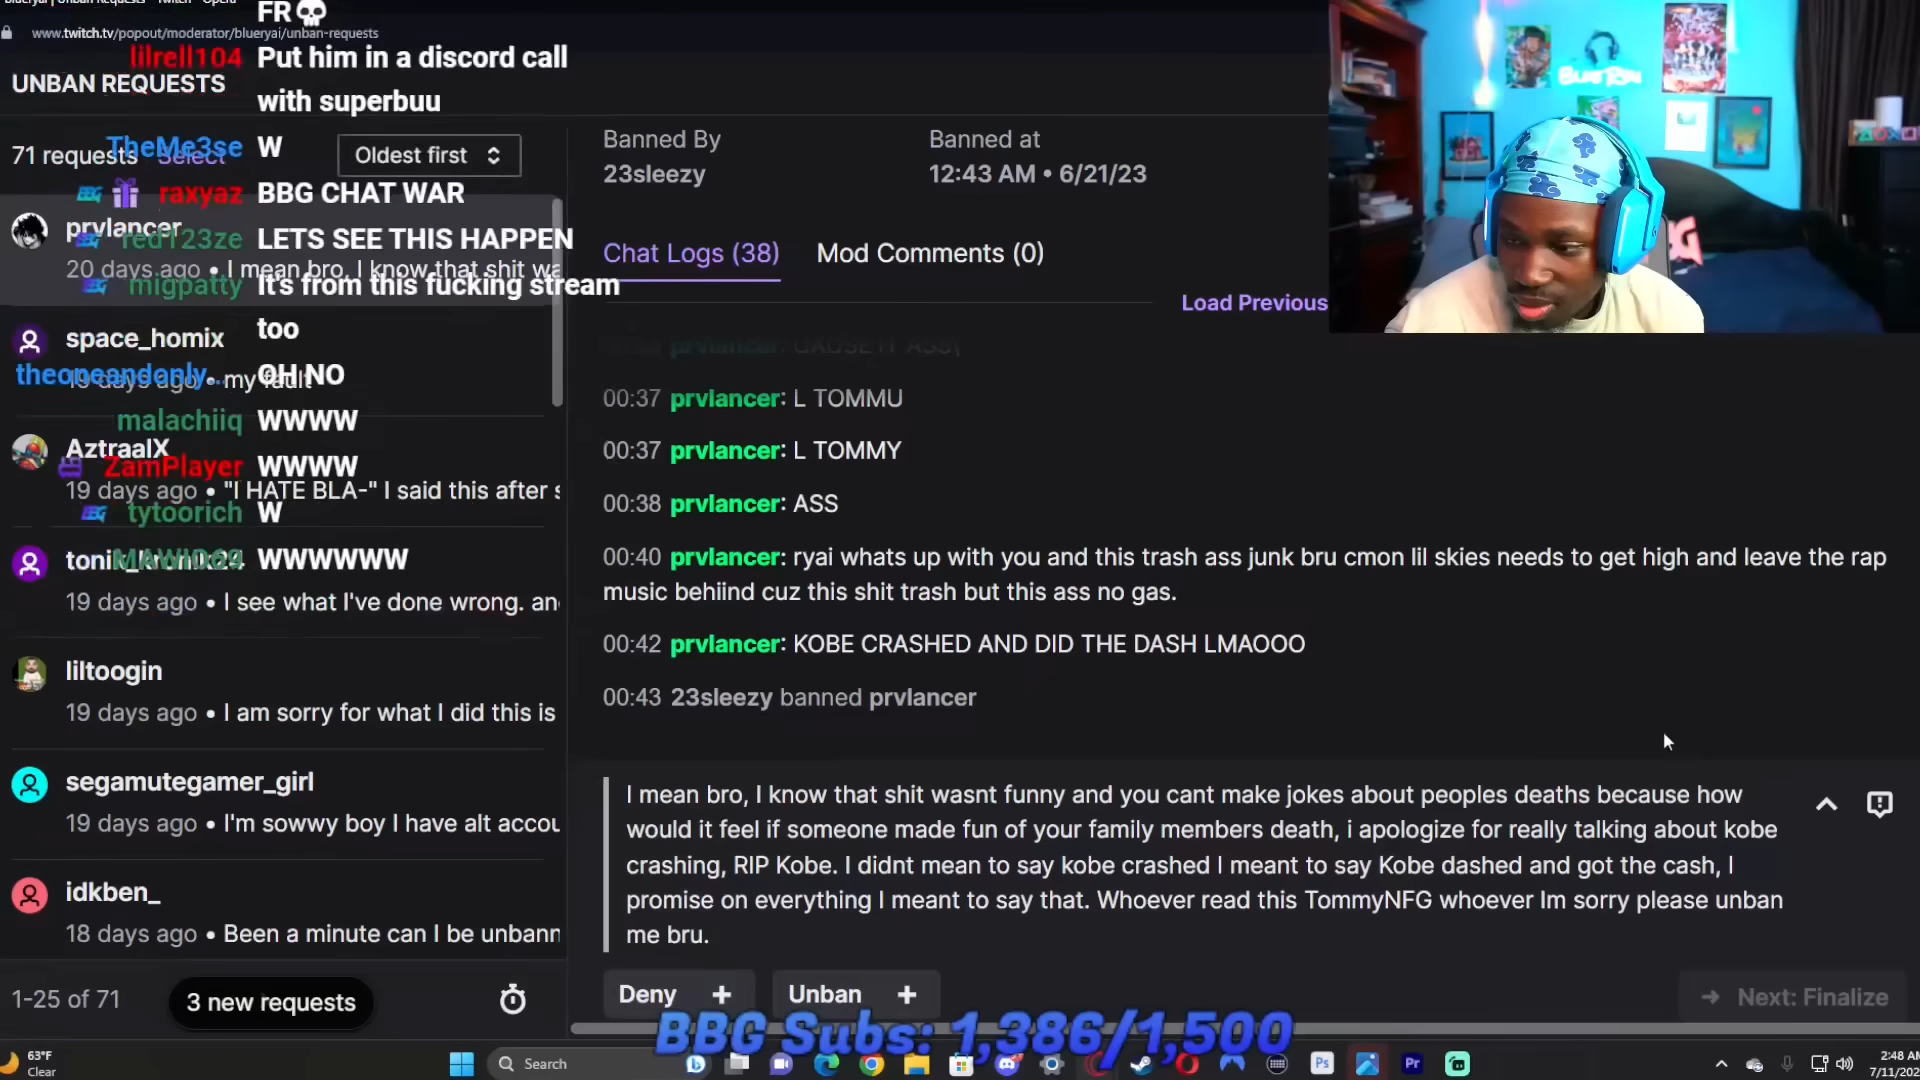 www.twitch.tv/popout/moderator/blueryai/unban-requests
UNBAN REQUESTS
71 requests Select
Oldest first
prvlancer
20 days ago • I mean bro, I know that shit wa
space_homix
19 days ago • my fault
AztraalX
19 days ago • "I HATE BLA-" I said this after s
19 days ago • I see what I've done wrong. an
liltoogin
19 days ago • I am sorry for what I did this is
segamutegamer_girl
19 days ago • I'm sowwy boy I have alt accou
idkben_
18 days ago • Been a minute can I be unbann
1-25 of 71
3 new requests
FR💀
lilrell104 Put him in a discord call
with superbuu
TheMe3se W
BBG raxyaz BBG CHAT WAR
BBG red123ze LETS SEE THIS HAPPEN
BBG migpatty It's from this fucking stream
too
theoneandonly... OH NO
malachiiq WWWW
ZamPlayer WWWW
BBG tytoorich W
WWWWWW
Banned By
23sleezy
Banned at
12:43 AM • 6/21/23
Chat Logs (38)
Mod Comments (0)
Load Previous
prvlancer: CAUSE IT ASS(
00:37 prvlancer: L TOMMU
00:37 prvlancer: L TOMMY
00:38 prvlancer: ASS
00:40 prvlancer: ryai whats up with you and this trash ass junk bru cmon lil skies needs to get high and leave the rap
music behiind cuz this shit trash but this ass no gas.
00:42 prvlancer: KOBE CRASHED AND DID THE DASH LMAOOO
00:43 23sleezy banned prvlancer
I mean bro, I know that shit wasnt funny and you cant make jokes about peoples deaths because how
would it feel if someone made fun of your family members death, i apologize for really talking about kobe
crashing, RIP Kobe. I didnt mean to say kobe crashed I meant to say Kobe dashed and got the cash, I
promise on everything I meant to say that. Whoever read this TommyNFG whoever Im sorry please unban
me bru.
Deny +
Unban +
→ Next: Finalize
BBG Subs: 1,386/1,500
63°F
Clear
Search
Ps
Pr
2:48 AM